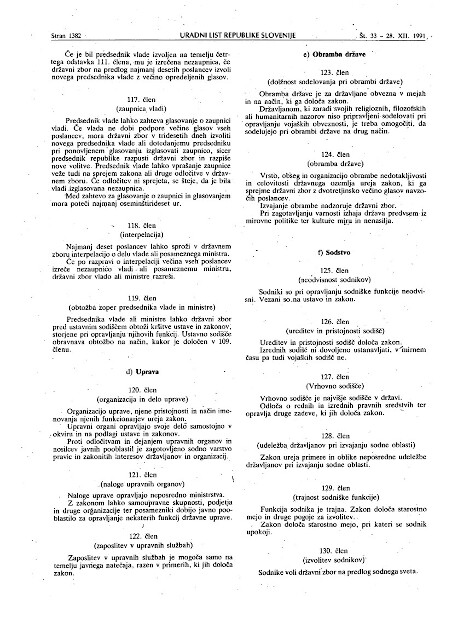 Stran 1382 URADNI LIST REPUBLIKE SLOVENIJE Št. 33 – 28. XII. 1991
Če je bil predsednik vlade izvoljen na temelju četr-
tega odstavka 111. člena, mu je izrečena nezaupnica, če
državni zbor na predlog najmanj desetih poslancev izvoli
novega predsednika vlade z večino opredeljenih glasov.
117. člen
(zaupnica vladi)
Predsednik vlade lahko zahteva glasovanje o zaupnici
vladi. Če vlada ne dobi podpore večine glasov vseh
poslancev, mora državni zbor v tridesetih dneh izvoliti
novega predsednika vlade ali dotedanjemu predsedniku
pri ponovljenem glasovanju izglasovati zaupnico, sicer
predsednik republike razpusti državni zbor in razpiše
nove volitve. Predsednik vlade lahko vprašanje zaupnice
veže tudi na sprejem zakona ali druge odločitve v držav-
nem zboru. Če odločitev ni sprejeta, se šteje, da je bila
vladi izglasovana nezaupnica.
Med zahtevo za glasovanje o zaupnici in glasovanjem
mora poteči najmanj oseminštirideset ur.
118. člen
(interpelacija)
Najmanj deset poslancev lahko sproži v državnem
zboru interpelacijo o delu vlade ali posameznega ministra.
Če po razpravi o interpelaciji večina vseh poslancev
izreče nezaupnico vladi ali posameznemu ministru,
državni zbor vlado ali ministre razreši.
119. člen
(obtožba zoper predsednika vlade in ministre)
Predsednika vlade ali ministre lahko državni zbor
pred ustavnim sodiščem obtoži kršitve ustave in zakonov,
storjene pri opravljanju njihovih funkcij. Ustavno sodišče
obravnava obtožbo na način, kakor je določen v 109.
členu.
d) Uprava
120. člen
(organizacija in delo uprave)
Organizacijo uprave, njene pristojnosti in način ime-
novanja njenih funkcionarjev ureja zakon.
Upravni organi opravljajo svoje delo samostojno v
okviru in na podlagi ustave in zakonov.
Proti odločitvam in dejanjem upravnih organov in
nosilcev javnih pooblastil je zagotovljeno sodno varstvo
pravic in zakonitih interesov državljanov in organizacij.
121. člen
(naloge upravnih organov)
Naloge uprave opravljajo neposredno ministrstva.
Z zakonom lahko samoupravne skupnosti, podjetja
in druge organizacije ter posamezniki dobijo javno poo-
blastilo za opravljanje nekaterih funkcij državne uprave.
122. člen
(zaposlitev v upravnih službah)
Zaposlitev v upravnih službah je mogoča samo na
temelju javnega natečaja, razen v primerih, ki jih določa
zakon.
e) Obramba države
123. člen
(dolžnost sodelovanja pri obrambi države)
Obramba države je za državljane obvezna v mejah
in na način, ki ga določa zakon.
Državljanom, ki zaradi svojih religioznih, filozofskih
ali humanitarnih nazorov niso pripravljeni sodelovati pri
opravljanju vojaških obveznosti, je treba omogočiti, da
sodelujejo pri obrambi države na drug način.
124. člen
(obramba države)
Vrsto, obseg in organizacijo obrambe nedotakljivosti
in celovitosti državnega ozemlja ureja zakon, ki ga
sprejme državni zbor z dvotretjinsko večino glasov navzo-
čih poslancev.
Izvajanje obrambe nadzoruje državni zbor.
Pri zagotavljanju varnosti izhaja država predvsem iz
mirovne politike ter kulture miru in nenasilja.
f) Sodstvo
125. člen
(neodvisnost sodnikov)
Sodniki so pri opravljanju sodniške funkcije neodvi-
sni. Vezani so na ustavo in zakon.
126. člen
(ureditev in pristojnosti sodišč)
Ureditev in pristojnosti sodišč določa zakon.
Izrednih sodišč ni dovoljeno ustanavljati, v mirnem
času pa tudi vojaških sodišč ne.
127. člen
(Vrhovno sodišče)
Vrhovno sodišče je najvišje sodišče v državi.
Odloča o rednih in izrednih pravnih sredstvih ter
opravlja druge zadeve, ki jih določa zakon.
128. člen
(udeležba državljanov pri izvajanju sodne oblasti)
Zakon ureja primere in oblike neposredne udeležbe
državljanov pri izvajanju sodne oblasti.
129. člen
(trajnost sodniške funkcije)
Funkcija sodnika je trajna. Zakon določa starostno
mejo in druge pogoje za izvolitev.
Zakon določa starostno mejo, pri kateri se sodnik
upokoji.
130. člen
(izvolitev sodnikov)
Sodnike voli državni zbor na predlog sodnega sveta.